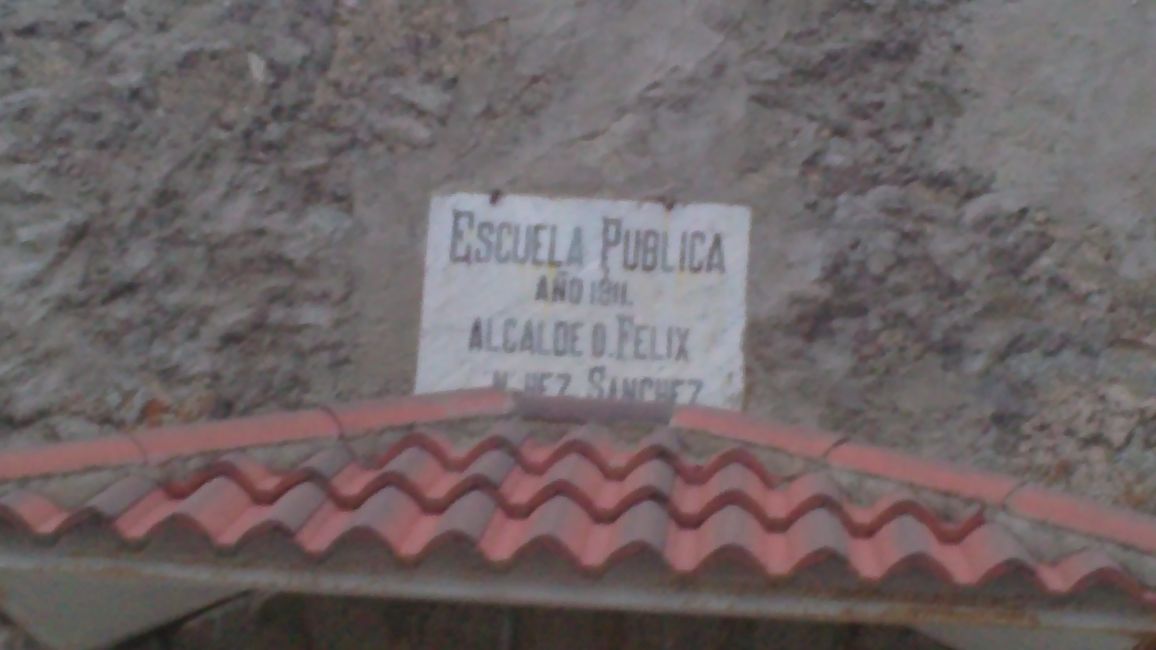 ESCUELA PUBLICA
AÑO 1911.
ALCALDE D. FELIX
SANCHEZ